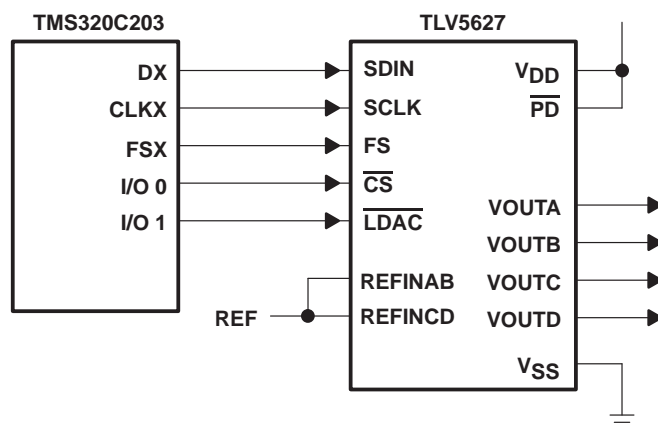 TMS320C203
TLV5627
DX
SDIN
VDD
CLKX
SCLK
PD
FSX
FS
I/O 0
CS
VOUTA
I/O 1
LDAC
VOUTB
REFINAB
VOUTC
REF
REFINCD
VOUTD
VSS